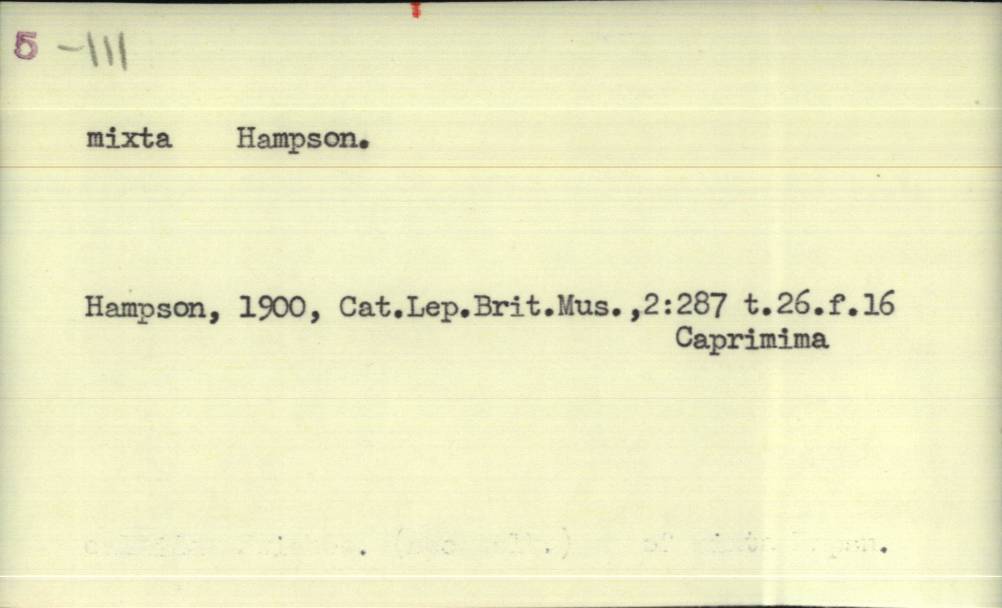 5 -111
mixta Hampson.
Hampson, 1900, Cat.Lep.Brit.Mus.,2:287 t.26.f.16
Caprimima